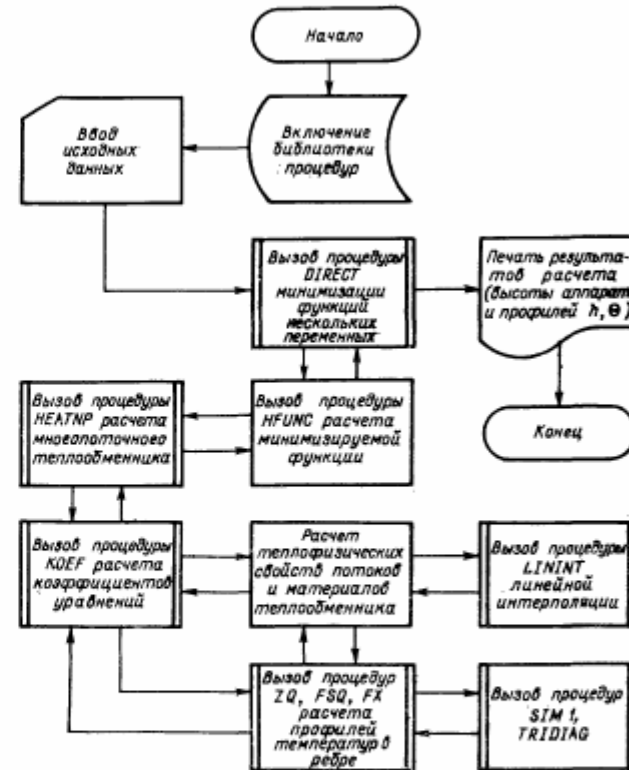 Начало
Включение
библиотеки
процедур
Ввод
исходных
данных
Вызов процедуры
DIRECT
минимизации
функций
нескольких
переменных
Печать результа-
тов расчета
(высоты аппарата
и профилей h, Θ)
Вызов процедуры
HEATNP расчета
многопоточного
теплообменника
Вызов процедуры
HFUNC расчета
минимизируемой
функции
Конец
Вызов процедуры
KOEF расчета
коэффициентов
уравнений
Расчет
теплофизических
свойств потоков
и материалов
теплообменника
Вызов процедуры
LININT
линейной
интерполяции
Вызов процедур
ZQ, FSQ, FX
расчета
профилей
температур в
ребре
Вызов процедур
SIM 1,
TRIDIAG